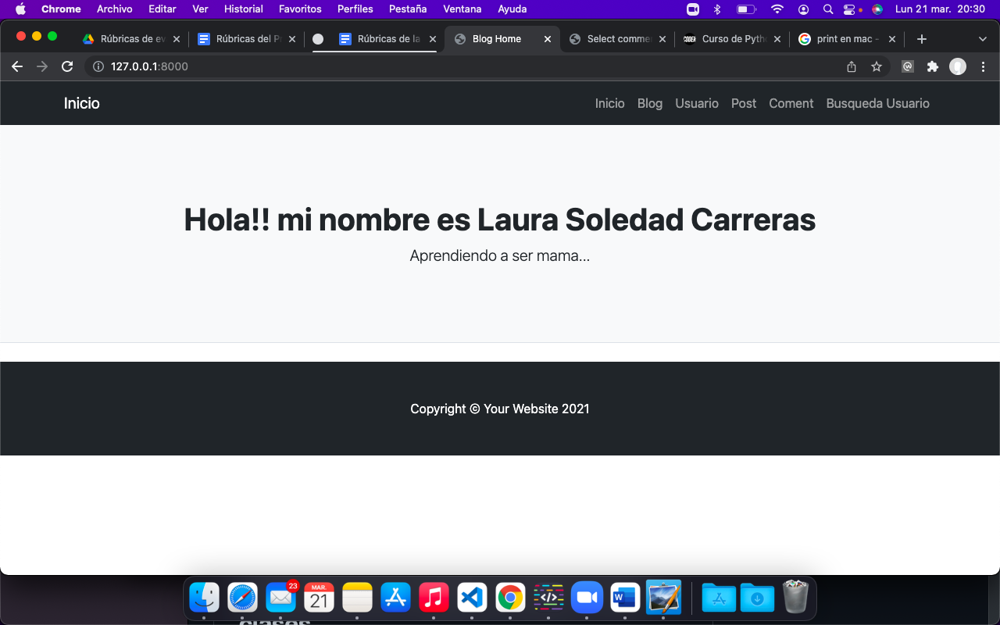 Chrome Archivo Editar Ver Historial Favoritos Perfiles Pestaña Ventana Ayuda Lun 21 mar. 20:30
Rúbricas de ev Rúbricas del P Rúbricas de la Blog Home Select comme Curso de Pyth print en mac -
127.0.0.1:8000
Inicio Inicio Blog Usuario Post Coment Busqueda Usuario
Hola!! mi nombre es Laura Soledad Carreras
Aprendiendo a ser mama...
Copyright © Your Website 2021
23
MAR.
21
W